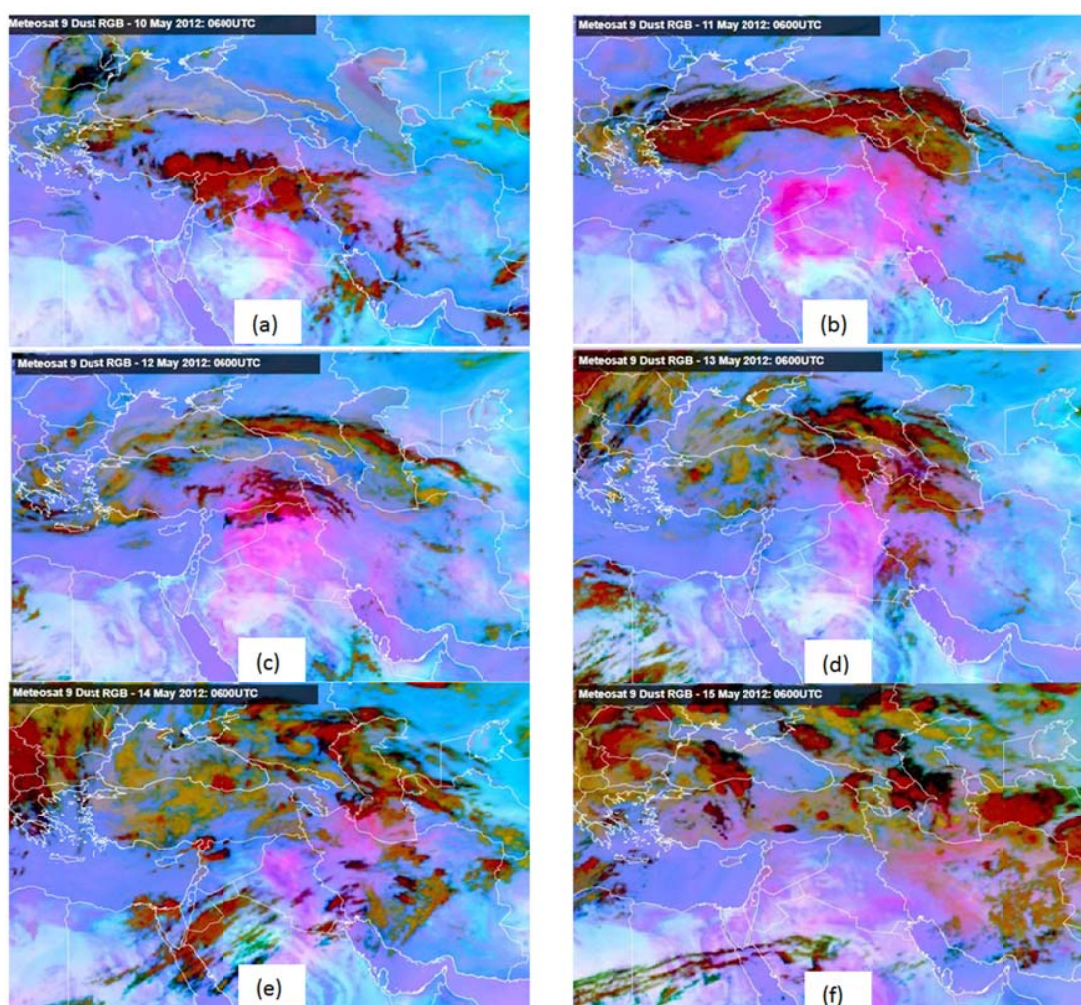 Meteosat 9 Dust RGB - 10 May 2012: 0600UTC
Meteosat 9 Dust RGB - 11 May 2012: 0600UTC
(a)
(b)
Meteosat 9 Dust RGB - 12 May 2012: 0600UTC
Meteosat 9 Dust RGB - 13 May 2012: 0600UTC
(c)
(d)
Meteosat 9 Dust RGB - 14 May 2012: 0600UTC
Meteosat 9 Dust RGB - 15 May 2012: 0600UTC
(e)
(f)